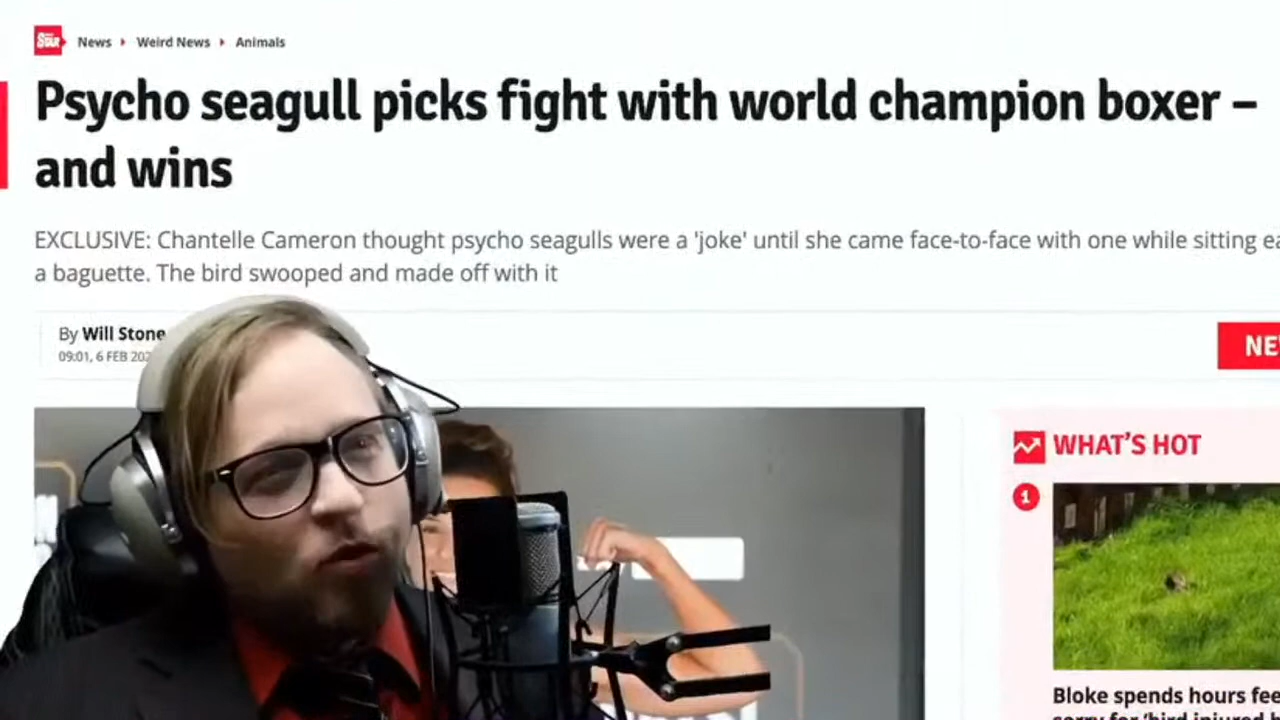 STAR
News Weird News Animals
Psycho seagull picks fight with world champion boxer –
and wins
EXCLUSIVE: Chantelle Cameron thought psycho seagulls were a 'joke' until she came face-to-face with one while sitting
a baguette. The bird swooped and made off with it
By Will Stone
09:01, 6 FEB
WHAT'S HOT
1
Bloke spends hours